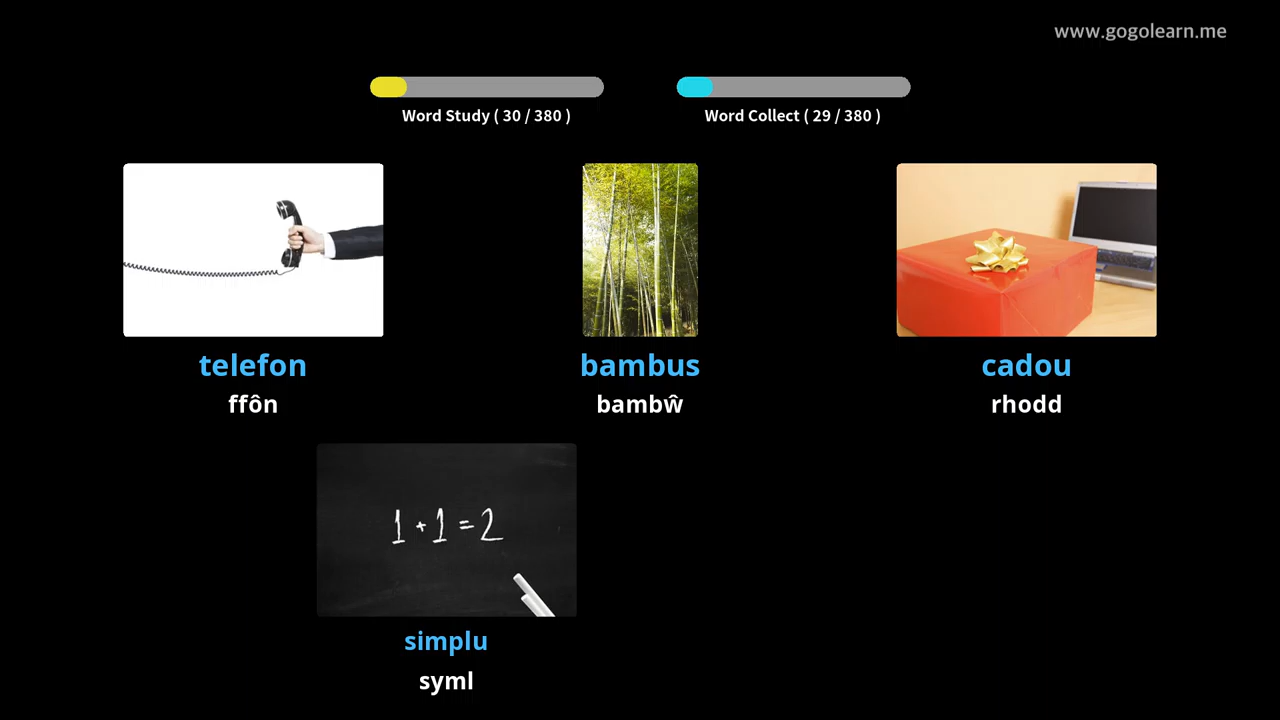 www.gogolearn.me
Word Study ( 30 / 380 )
Word Collect ( 29 / 380 )
telefon
ffôn
bambus
bambŵ
cadou
rhodd
1 + 1 = 2
simplu
syml